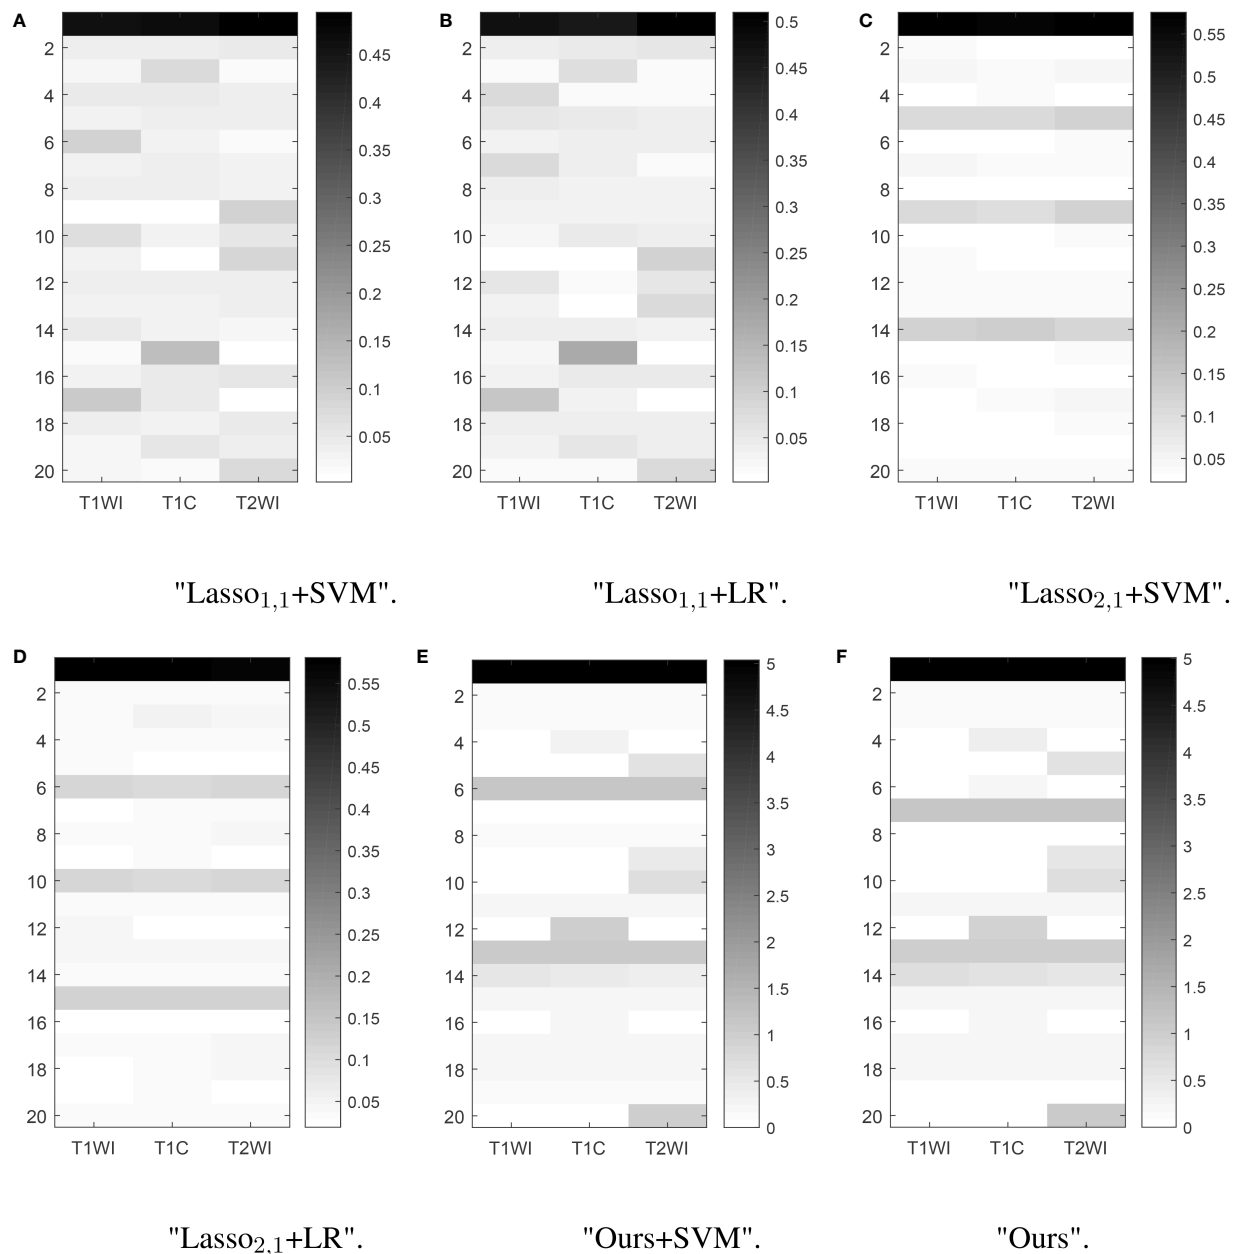 A B C
0.45 0.5 0.55
2 2 2
0.4 0.45 0.5
4 4 4
0.35 0.4 0.45
6 6 6
0.3 0.35 0.4
8 8 8
0.25 0.3 0.35
10 10 10
0.2 0.25 0.3
12 12 12
0.15 0.2 0.25
14 14 14
0.1 0.15 0.2
16 16 16
0.05 0.1 0.15
18 18 18
0.05 0.1
20 20 20
0.05
T1WI T1C T2WI T1WI T1C T2WI T1WI T1C T2WI
"Lasso1,1+SVM". "Lasso1,1+LR". "Lasso2,1+SVM".
D E F
0.55 5 5
2 2 2
0.5 4.5 4.5
4 4 4
0.45 4 4
6 6 6
0.4 3.5 3.5
8 8 8
0.35 3 3
10 10 10
0.3 2.5 2.5
12 12 12
0.25 2 2
14 14 14
0.2 1.5 1.5
16 16 16
0.15 1 1
18 18 18
0.1 0.5 0.5
20 20 20
0.05 0 0
T1WI T1C T2WI T1WI T1C T2WI T1WI T1C T2WI
"Lasso2,1+LR". "Ours+SVM". "Ours".